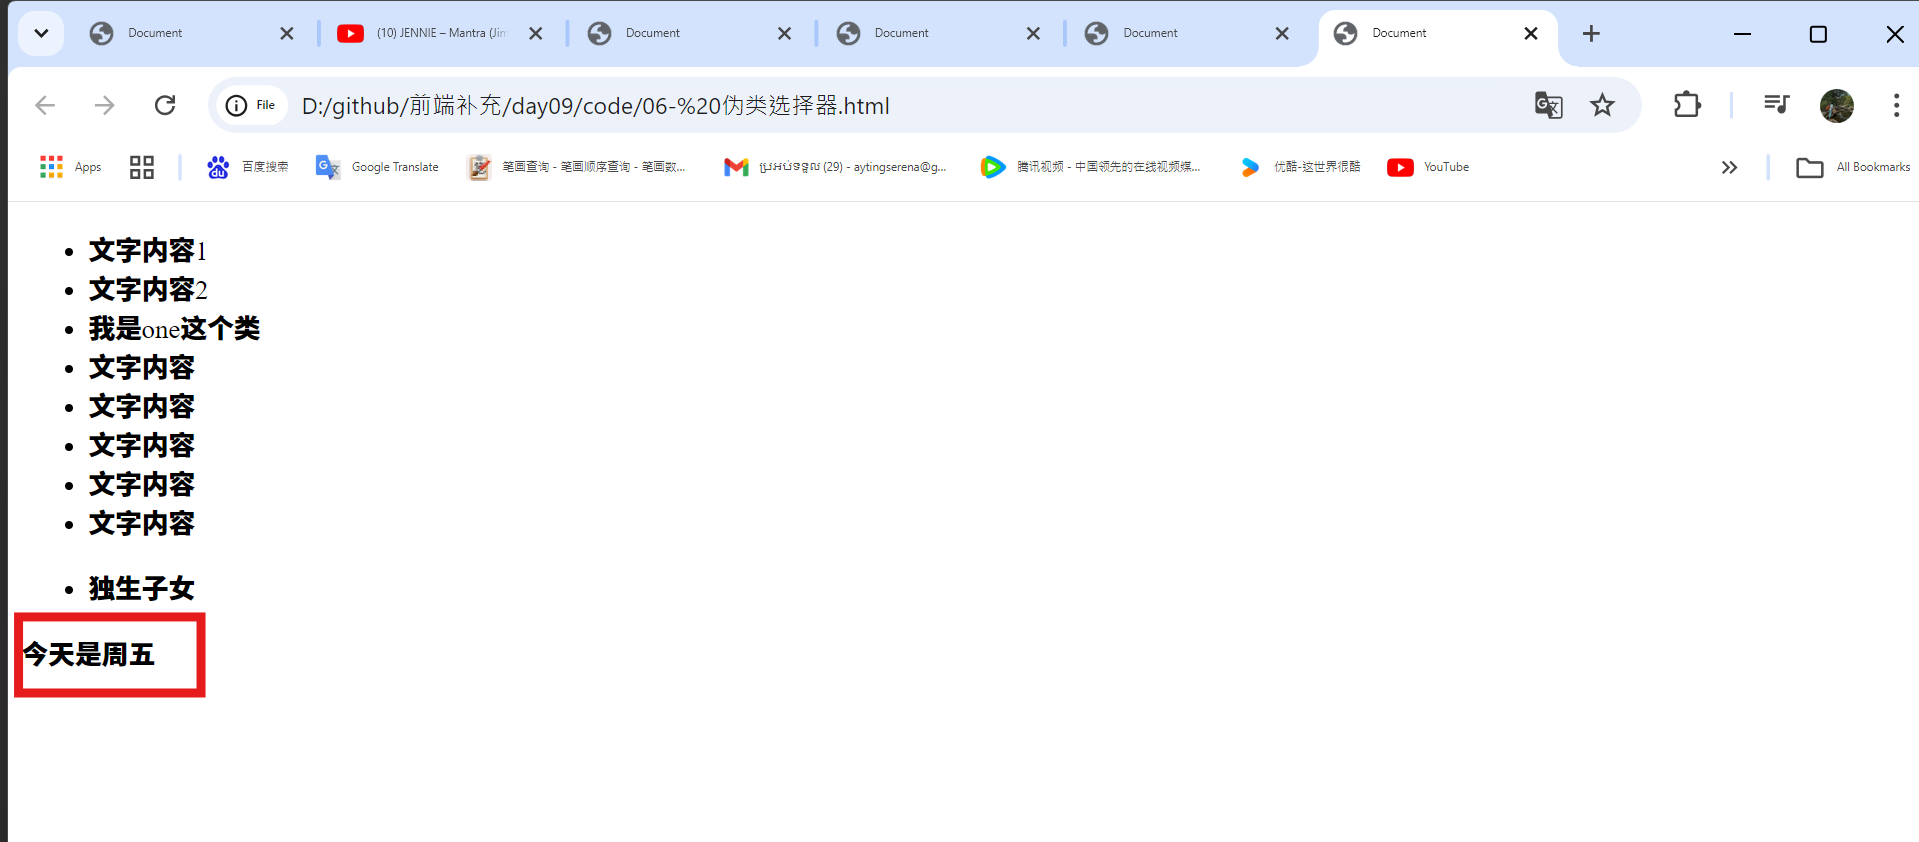 Document
(10) JENNIE – Mantra (Jim
Document
Document
Document
Document
File
D:/github/前端补充/day09/code/06-%20伪类选择器.html
Apps
百度搜索
Google Translate
笔画查询 - 笔画顺序查询 - 笔画数...
ប្រអប់ទទួល (29) - aytingserena@g...
腾讯视频 - 中国领先的在线视频媒...
优酷-这世界很酷
YouTube
All Bookmarks
文字内容1
文字内容2
我是one这个类
文字内容
文字内容
文字内容
文字内容
文字内容
独生子女
今天是周五